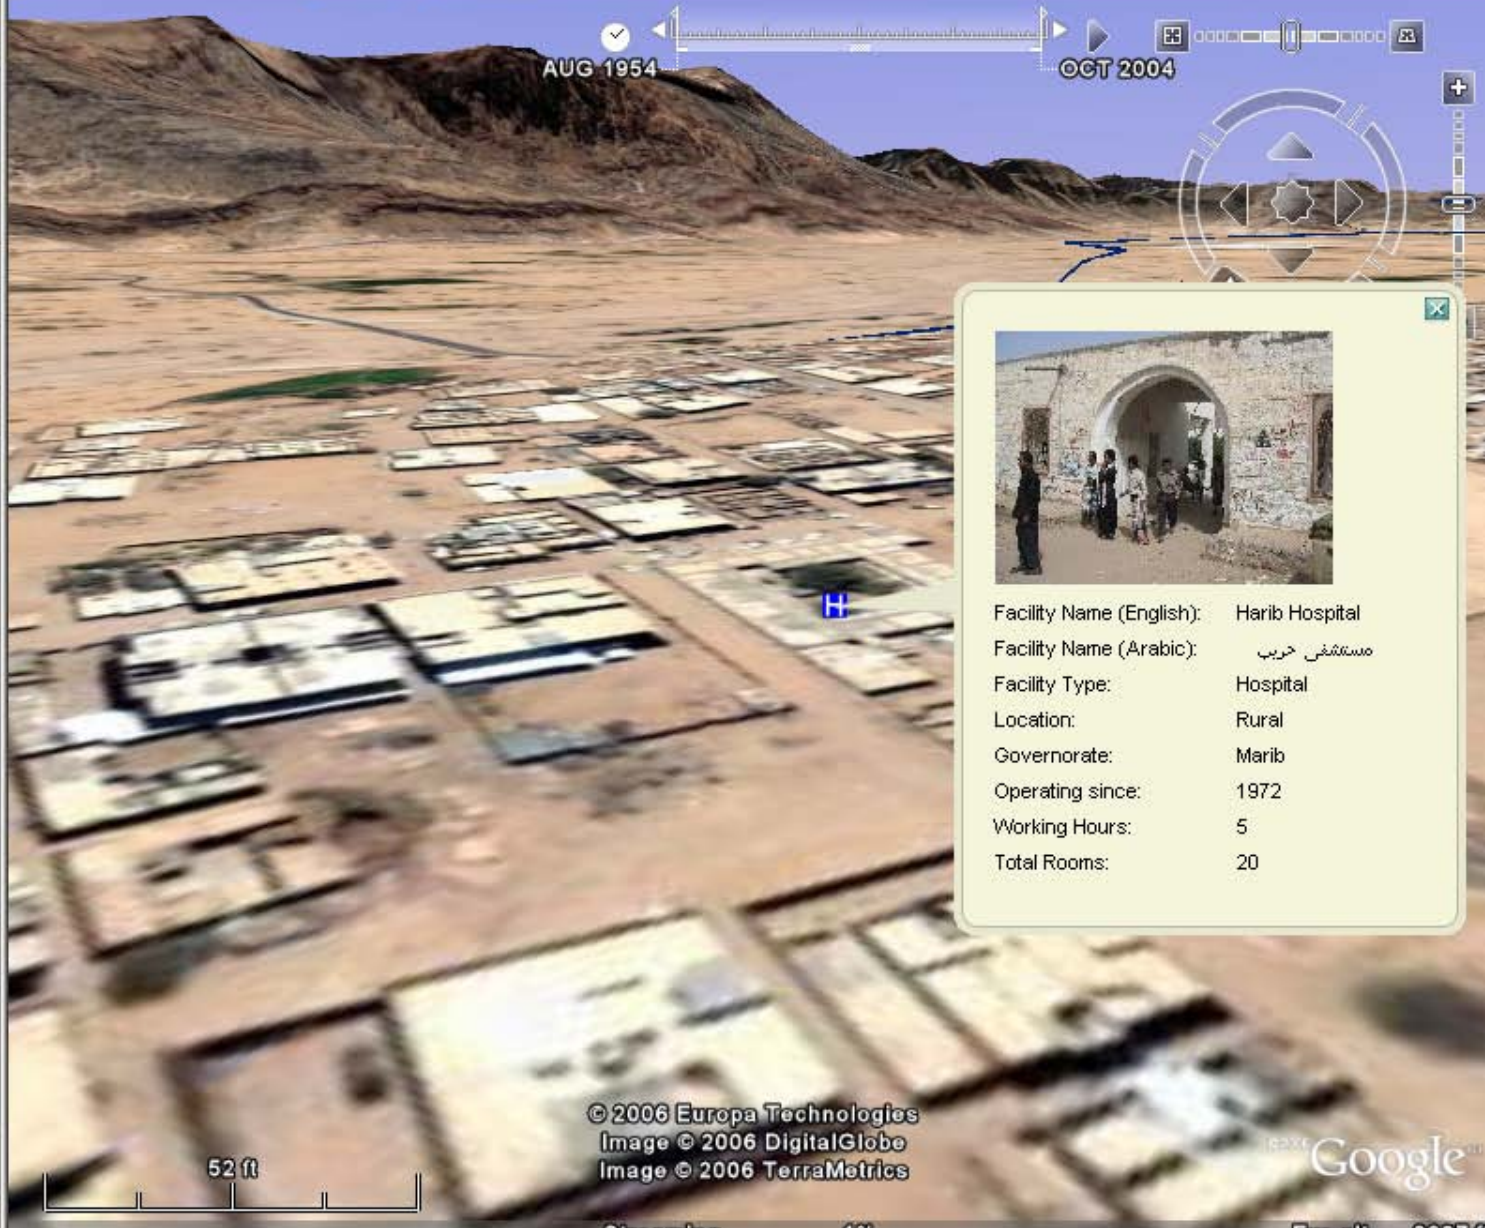 AUG 1954
OCT 2004
Facility Name (English): Harib Hospital
Facility Name (Arabic): مستشفى حريب
Facility Type: Hospital
Location: Rural
Governorate: Marib
Operating since: 1972
Working Hours: 5
Total Rooms: 20
H
© 2006 Europa Technologies
Image © 2006 DigitalGlobe
Image © 2006 TerraMetrics
52 ft
Google